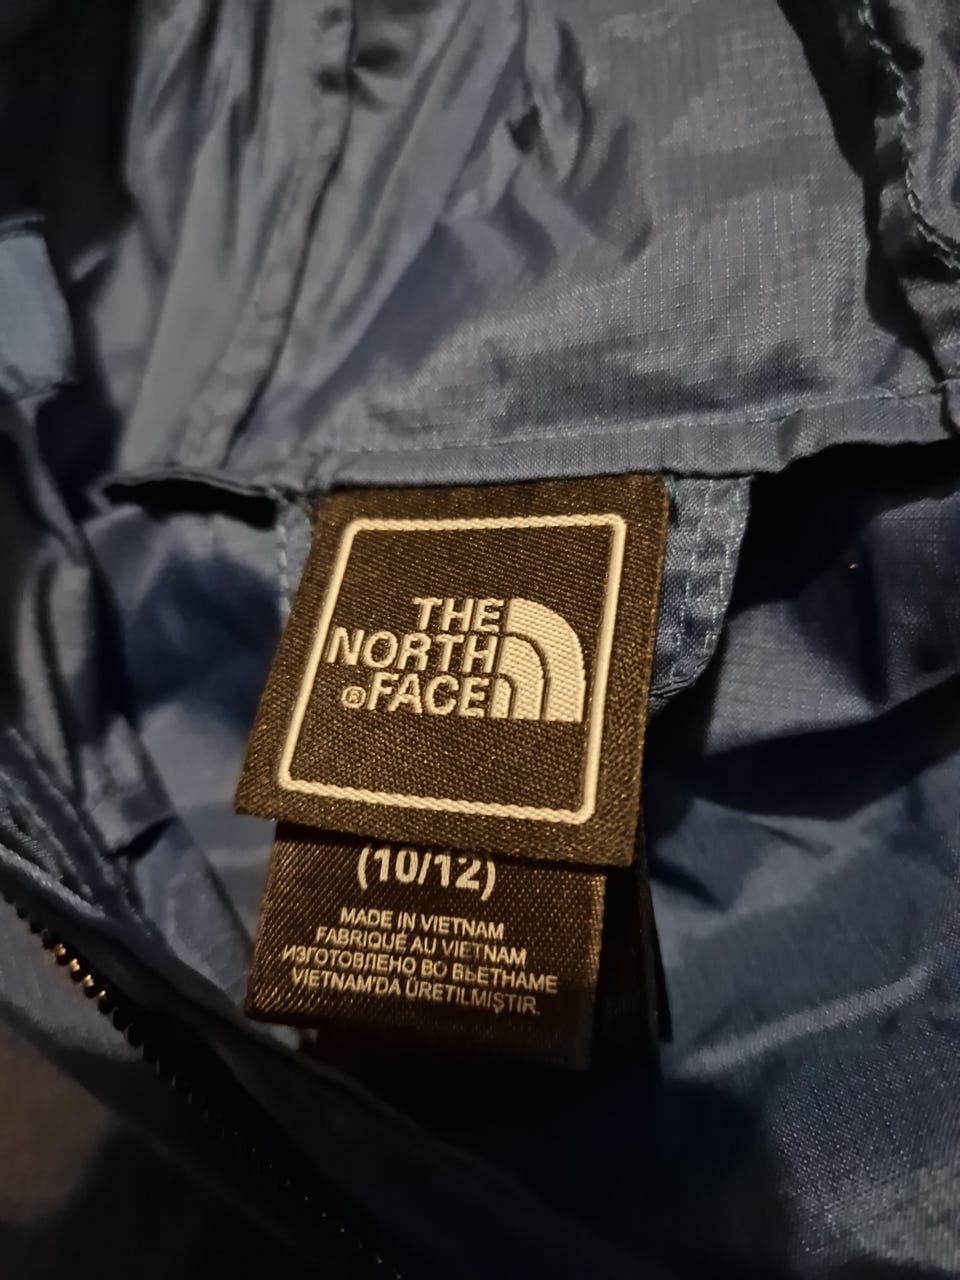 THE
NORTH
®FACE
(10/12)
MADE IN VIETNAM
FABRIQUÉ AU VIETNAM
ИЗГОТОВЛЕНО ВО ВЬЕТНАМЕ
VIETNAM'DA ÜRETILMIŞTIR.